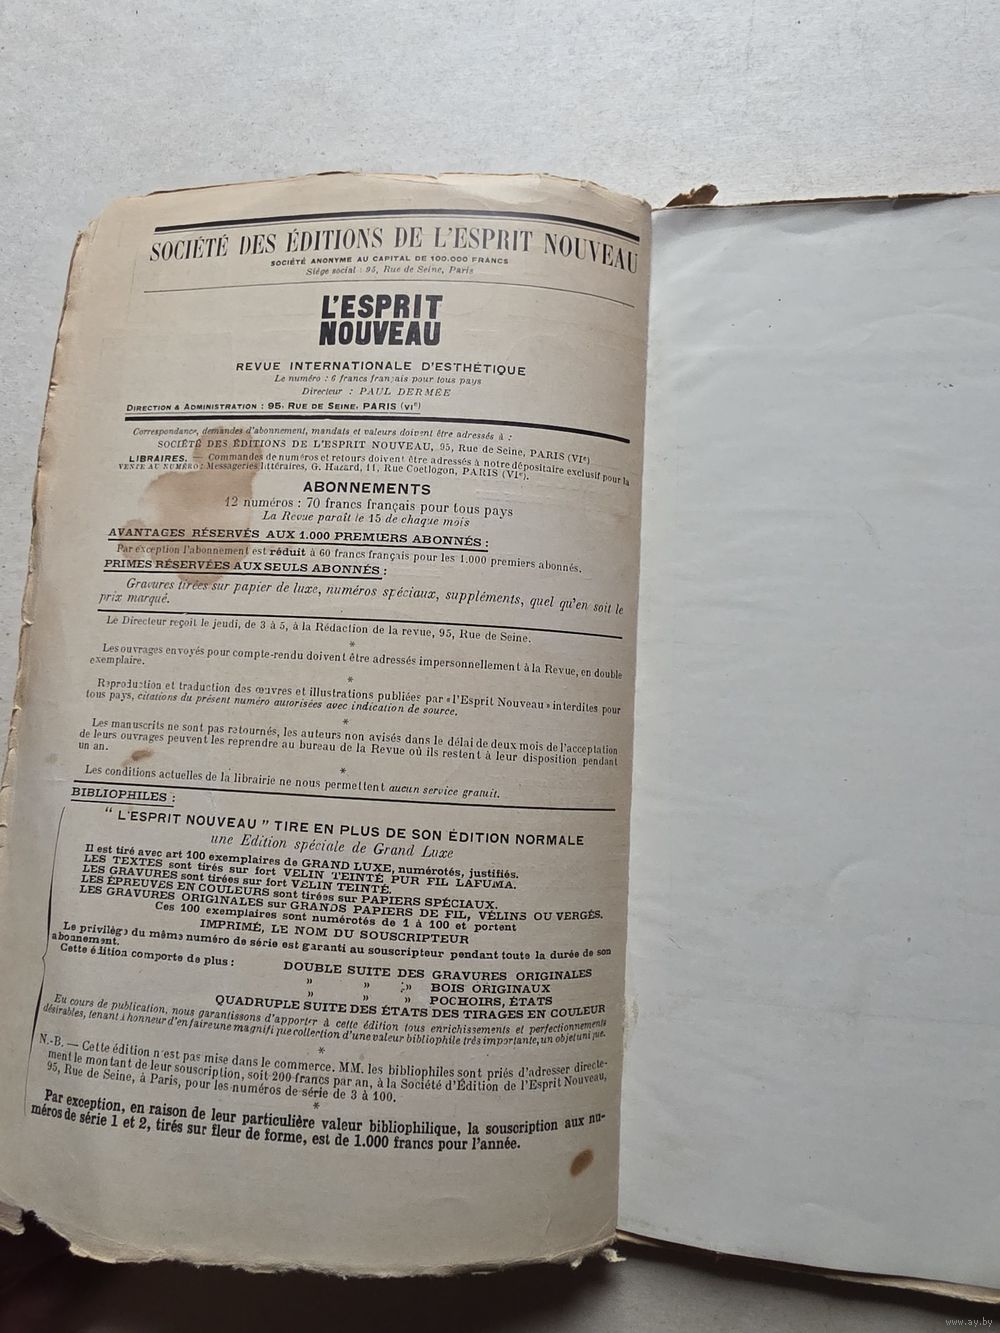 SOCIÉTÉ DES ÉDITIONS DE L'ESPRIT NOUVEAU
SOCIÉTÉ ANONYME AU CAPITAL DE 100.000 FRANCS
Siège social : 95, Rue de Seine, Paris
L'ESPRIT
NOUVEAU
REVUE INTERNATIONALE D'ESTHÉTIQUE
Le numéro : 6 francs français pour tous pays
Directeur : PAUL DERMÉE
DIRECTION & ADMINISTRATION : 95, RUE DE SEINE, PARIS (VIe)
Correspondance, demandes d'abonnement, mandats et valeurs doivent être adressés à :
SOCIÉTÉ DES ÉDITIONS DE L'ESPRIT NOUVEAU, 95, Rue de Seine, PARIS (VIe)
LIBRAIRES. — Commandes de numéros et retours doivent être adressés à notre dépositaire exclusif pour la
VENTE AU NUMÉRO : Messageries littéraires, G. Hazard, 11, Rue Coetlogon, PARIS (VIe).
ABONNEMENTS
12 numéros : 70 francs français pour tous pays
La Revue paraît le 15 de chaque mois
AVANTAGES RÉSERVÉS AUX 1.000 PREMIERS ABONNÉS :
Par exception l'abonnement est réduit à 60 francs français pour les 1.000 premiers abonnés.
PRIMES RÉSERVÉES AUX SEULS ABONNÉS :
Gravures tirées sur papier de luxe, numéros spéciaux, suppléments, quel qu'en soit le
prix marqué.
Le Directeur reçoit le jeudi, de 3 à 5, à la Rédaction de la revue, 95, Rue de Seine.
*
Les ouvrages envoyés pour compte-rendu doivent être adressés impersonnellement à la Revue, en double
exemplaire.
*
Reproduction et traduction des œuvres et illustrations publiées par « l'Esprit Nouveau » interdites pour
tous pays, citations du présent numéro autorisées avec indication de source.
*
Les manuscrits ne sont pas retournés, les auteurs non avisés dans le délai de deux mois de l'acceptation
de leurs ouvrages peuvent les reprendre au bureau de la Revue où ils restent à leur disposition pendant
un an.
*
Les conditions actuelles de la librairie ne nous permettent aucun service gratuit.
BIBLIOPHILES :
" L'ESPRIT NOUVEAU " TIRE EN PLUS DE SON ÉDITION NORMALE
une Edition spéciale de Grand Luxe
Il est tiré avec art 100 exemplaires de GRAND LUXE, numérotés, justifiés.
LES TEXTES sont tirés sur fort VELIN TEINTÉ PUR FIL LAFUMA.
LES GRAVURES sont tirées sur fort VELIN TEINTÉ.
LES ÉPREUVES EN COULEURS sont tirées sur PAPIERS SPÉCIAUX.
LES GRAVURES ORIGINALES sur GRANDS PAPIERS DE FIL, VÉLINS OU VERGÉS.
Ces 100 exemplaires sont numérotés de 1 à 100 et portent
IMPRIMÉ, LE NOM DU SOUSCRIPTEUR
Le privilège du même numéro de série est garanti au souscripteur pendant toute la durée de son
abonnement.
Cette édition comporte de plus :
DOUBLE SUITE DES GRAVURES ORIGINALES
» » » BOIS ORIGINAUX
» » » POCHOIRS, ÉTATS
QUADRUPLE SUITE DES ÉTATS DES TIRAGES EN COULEUR
En cours de publication, nous garantissons d'apporter à cette édition tous enrichissements et perfectionnements
désirables, tenant à honneur d'en faire une magnifique collection d'une valeur bibliophile très importante, un objet unique.
*
N.-B. — Cette édition n'est pas mise dans le commerce. MM. les bibliophiles sont priés d'adresser directe-
ment le montant de leur souscription, soit 200 francs par an, à la Société d'Édition de l'Esprit Nouveau,
95, Rue de Seine, à Paris, pour les numéros de série de 3 à 100.
*
Par exception, en raison de leur particulière valeur bibliophilique, la souscription aux nu-
méros de série 1 et 2, tirés sur fleur de forme, est de 1.000 francs pour l'année.
www.ay.by